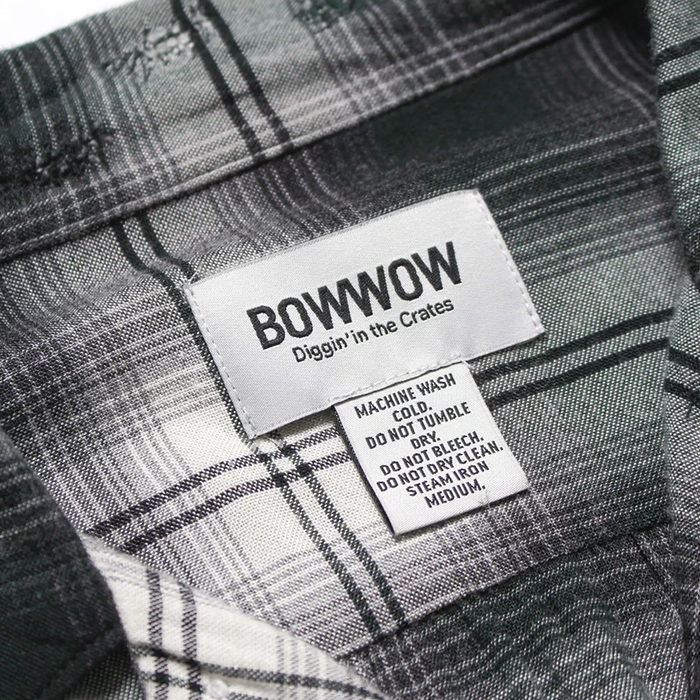 BOWWOW
Diggin' in the Crates
MACHINE WASH
COLD.
DO NOT TUMBLE
DRY.
DO NOT BLEECH.
DO NOT DRY CLEAN.
STEAM IRON
MEDIUM.